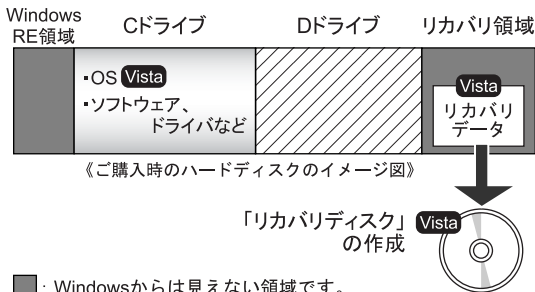 Windows
RE領域
Cドライブ
Dドライブ
リカバリ領域
▪OS Vista
▪ソフトウェア、
ドライバなど
Vista
リカバリ
データ
《ご購入時のハードディスクのイメージ図》
「リカバリディスク」
の作成
Vista
: Windowsからは見えない領域です。